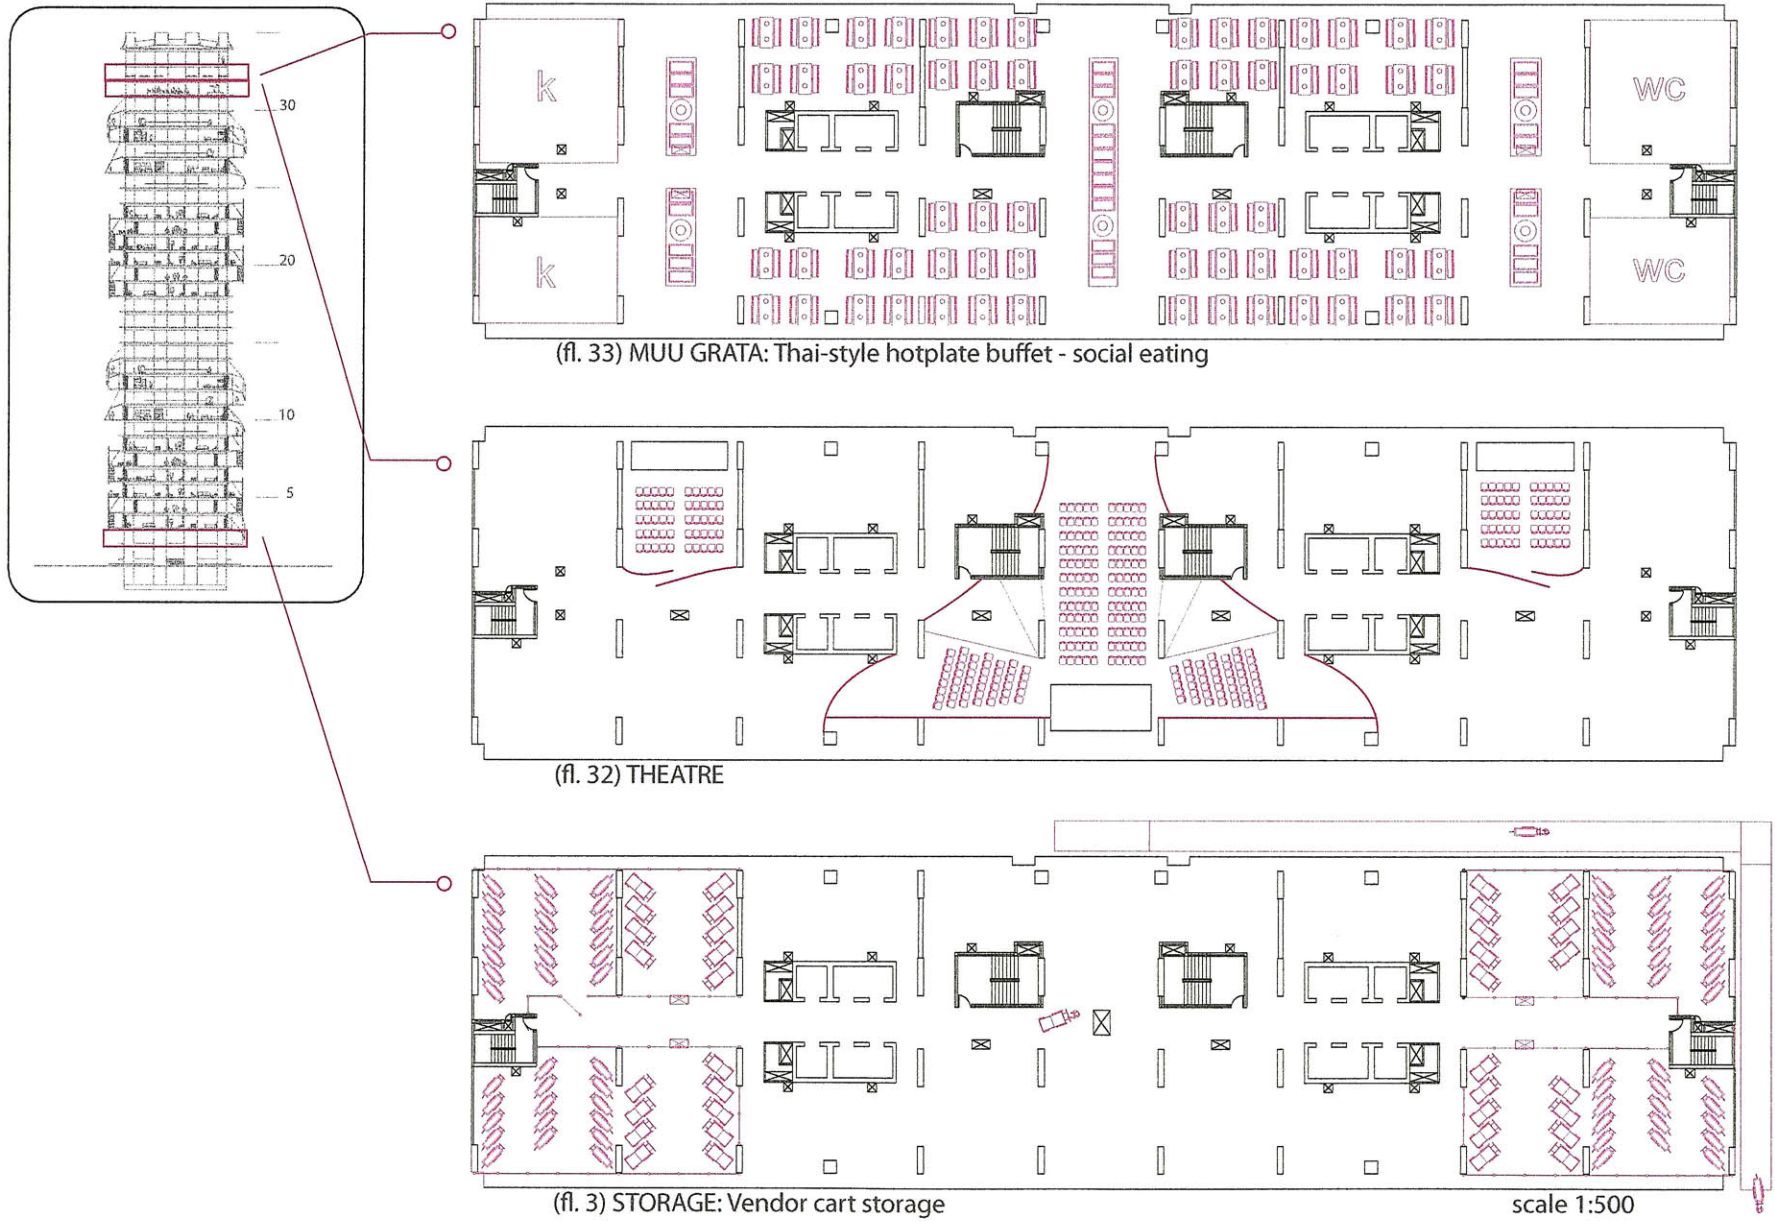 30
20
10
5
k
WC
k
WC
(fl. 33) MUU GRATA: Thai-style hotplate buffet - social eating
(fl. 32) THEATRE
(fl. 3) STORAGE: Vendor cart storage
scale 1:500